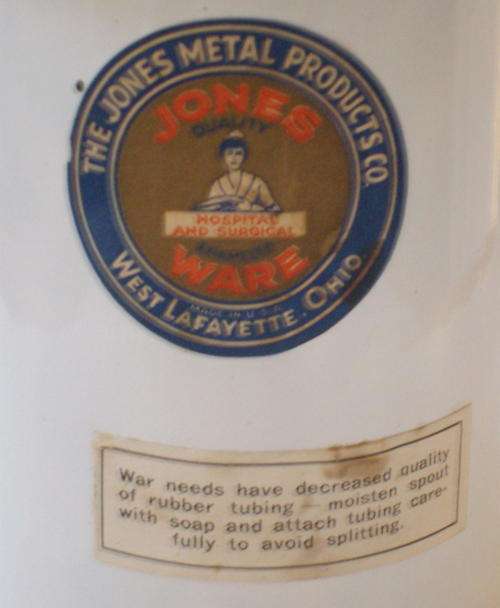 THE JONES METAL PRODUCTS CO.
JONES
QUALITY
HOSPITAL
AND SURGICAL
ENAMELED
WARE
MADE IN U.S.A.
WEST LAFAYETTE. OHIO.
War needs have decreased quality
of rubber tubing — moisten spout
with soap and attach tubing care-
fully to avoid splitting.